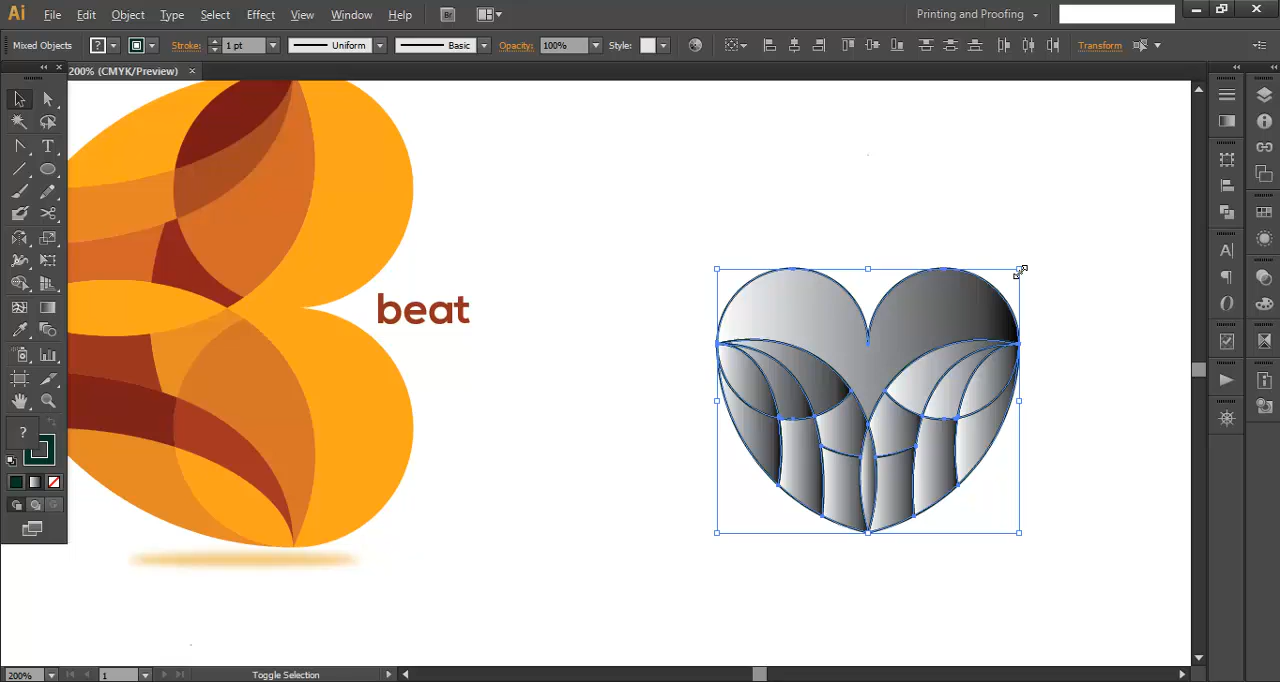 Ai File Edit Object Type Select Effect View Window Help Br Printing and Proofing
Mixed Objects ? Stroke: 1 pt Uniform Basic Opacity: 100% Style: Transform
200% (CMYK/Preview) ×
beat
?
200% 1 Toggle Selection